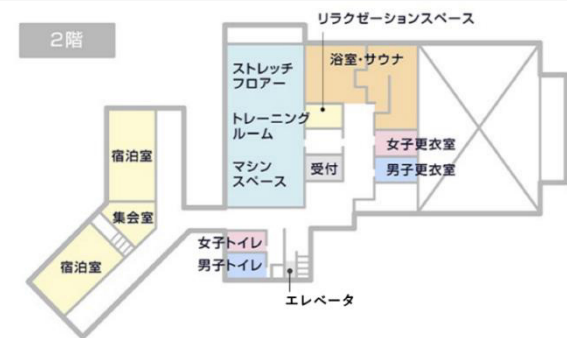 2階
リラクゼーションスペース
浴室･サウナ
ストレッチ
フロアー
トレーニング
ルーム
マシン
スペース
受付
女子更衣室
男子更衣室
宿泊室
集会室
宿泊室
女子トイレ
男子トイレ
エレベータ